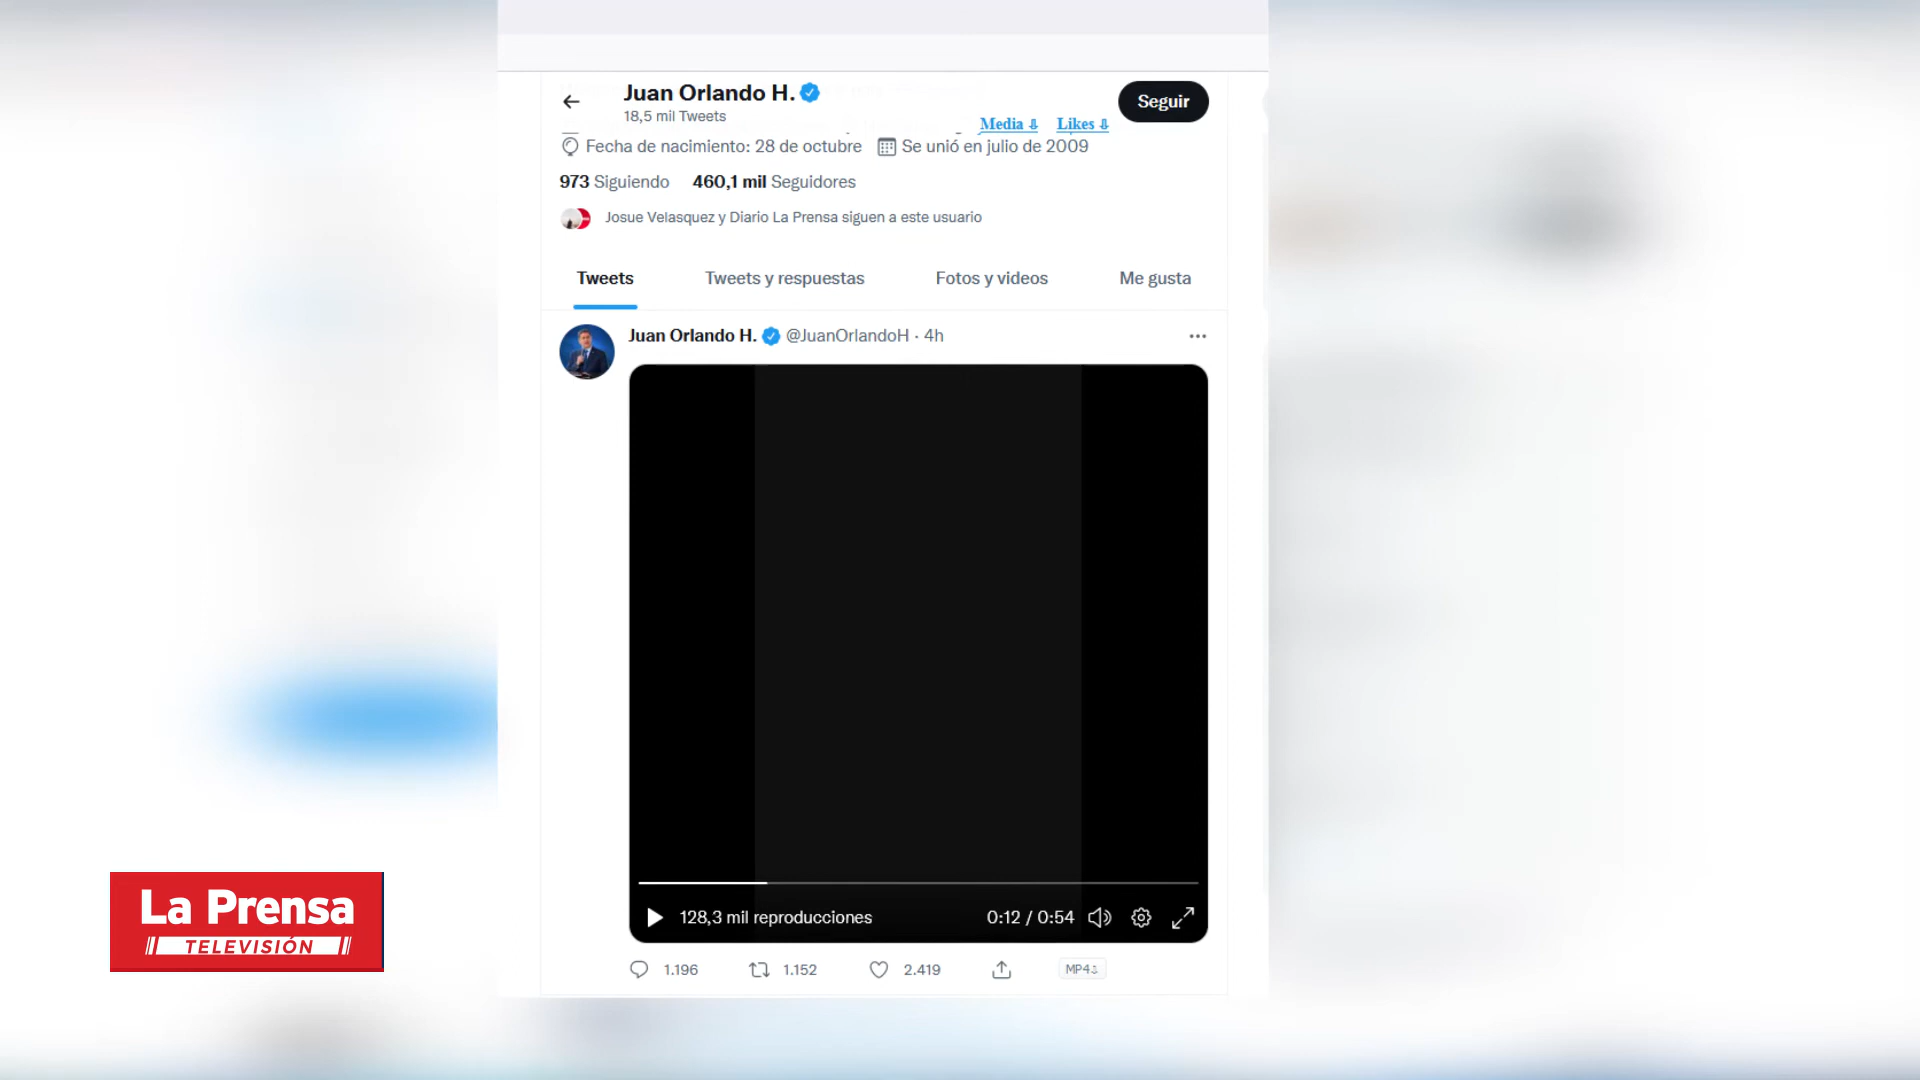 Juan Orlando H.
18,5 mil Tweets
Seguir
Media ⇩ Likes ⇩
Fecha de nacimiento: 28 de octubre Se unió en julio de 2009
973 Siguiendo 460,1 mil Seguidores
Josue Velasquez y Diario La Prensa siguen a este usuario
Tweets Tweets y respuestas Fotos y videos Me gusta
Juan Orlando H. @JuanOrlandoH · 4h
128,3 mil reproducciones 0:12 / 0:54
1.196 1.152 2.419 MP4⇩
La Prensa
TELEVISIÓN